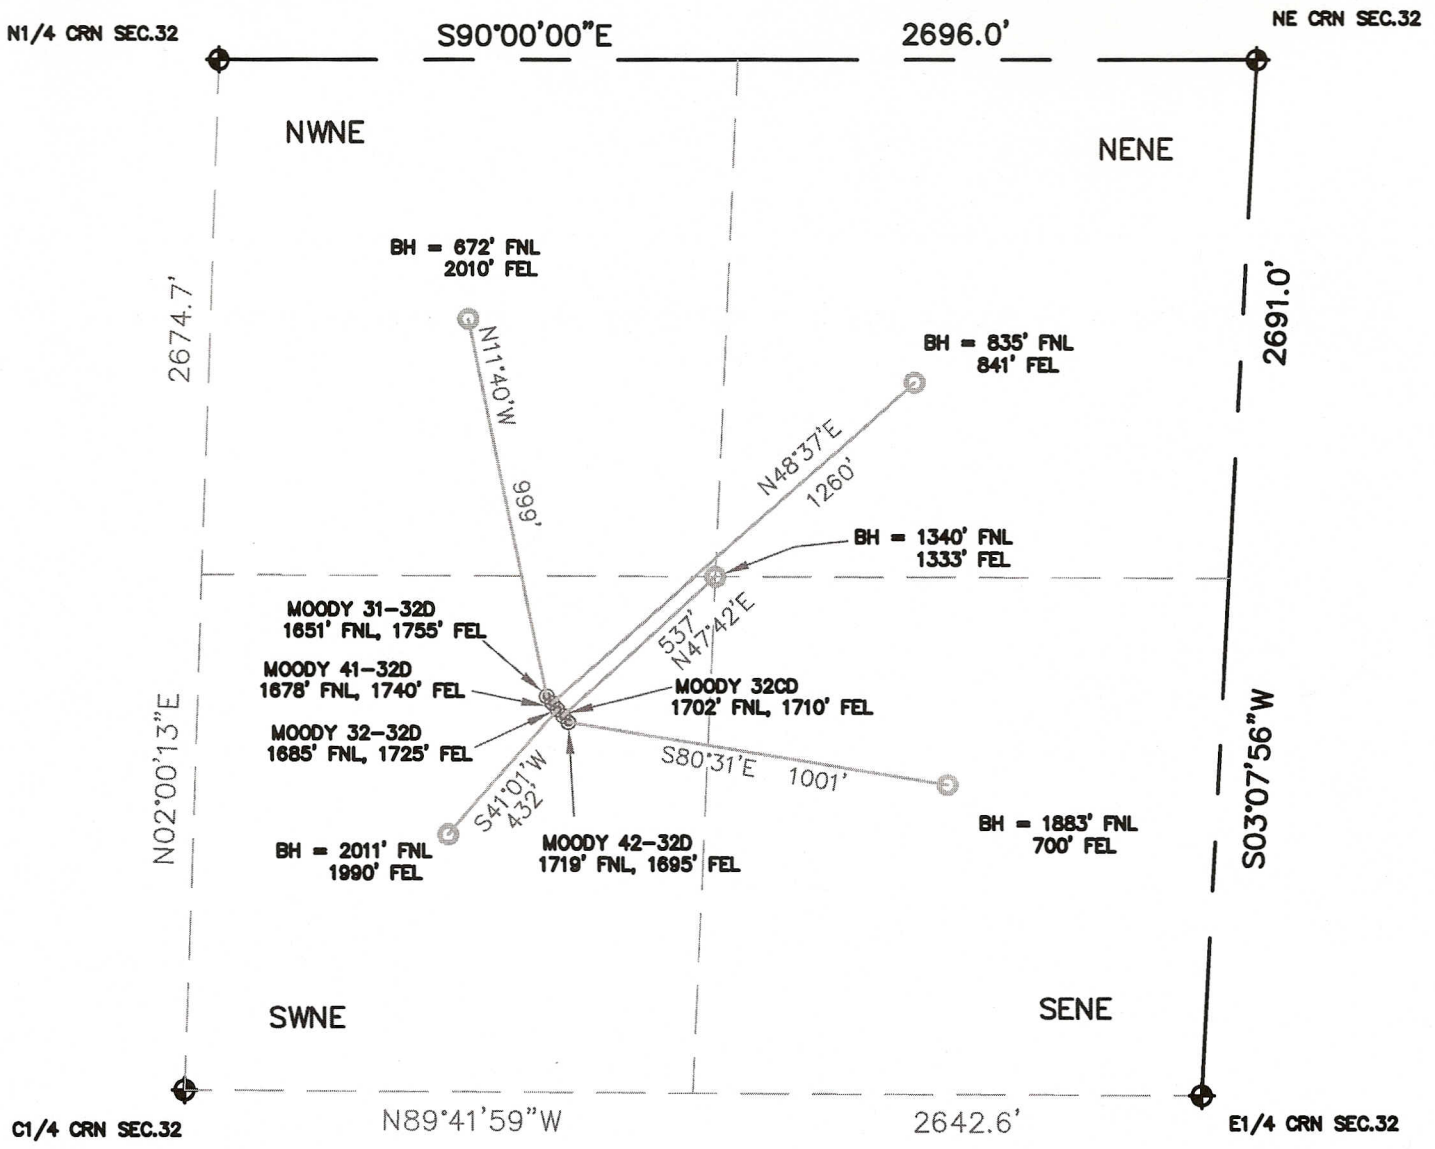 N1/4 CRN SEC.32
S90°00'00"E
2696.0'
NE CRN SEC.32
NWNE
NENE
BH = 672' FNL
2010' FEL
2674.7'
2691.0'
N11°40'W
999'
BH = 835' FNL
841' FEL
N48°37'E
1260'
BH = 1340' FNL
1333' FEL
537'
N47°42'E
MOODY 31-32D
1651' FNL, 1755' FEL
MOODY 41-32D
1678' FNL, 1740' FEL
MOODY 32CD
1702' FNL, 1710' FEL
MOODY 32-32D
1685' FNL, 1725' FEL
N02°00'13"E
S03°07'56"W
S80°31'E
1001'
S41°01'W
432'
BH = 2011' FNL
1990' FEL
MOODY 42-32D
1719' FNL, 1695' FEL
BH = 1883' FNL
700' FEL
SWNE
SENE
C1/4 CRN SEC.32
N89°41'59"W
2642.6'
E1/4 CRN SEC.32